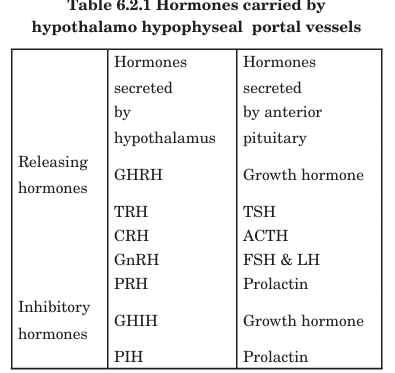 Table 6.2.1 Hormones carried by
hypothalamo hypophyseal portal vessels
Hormones Hormones
secreted secreted
by by anterior
hypothalamus pituitary
Releasing
hormones
GHRH Growth hormone
TRH TSH
CRH ACTH
GnRH FSH & LH
PRH Prolactin
Inhibitory
hormones
GHIH Growth hormone
PIH Prolactin